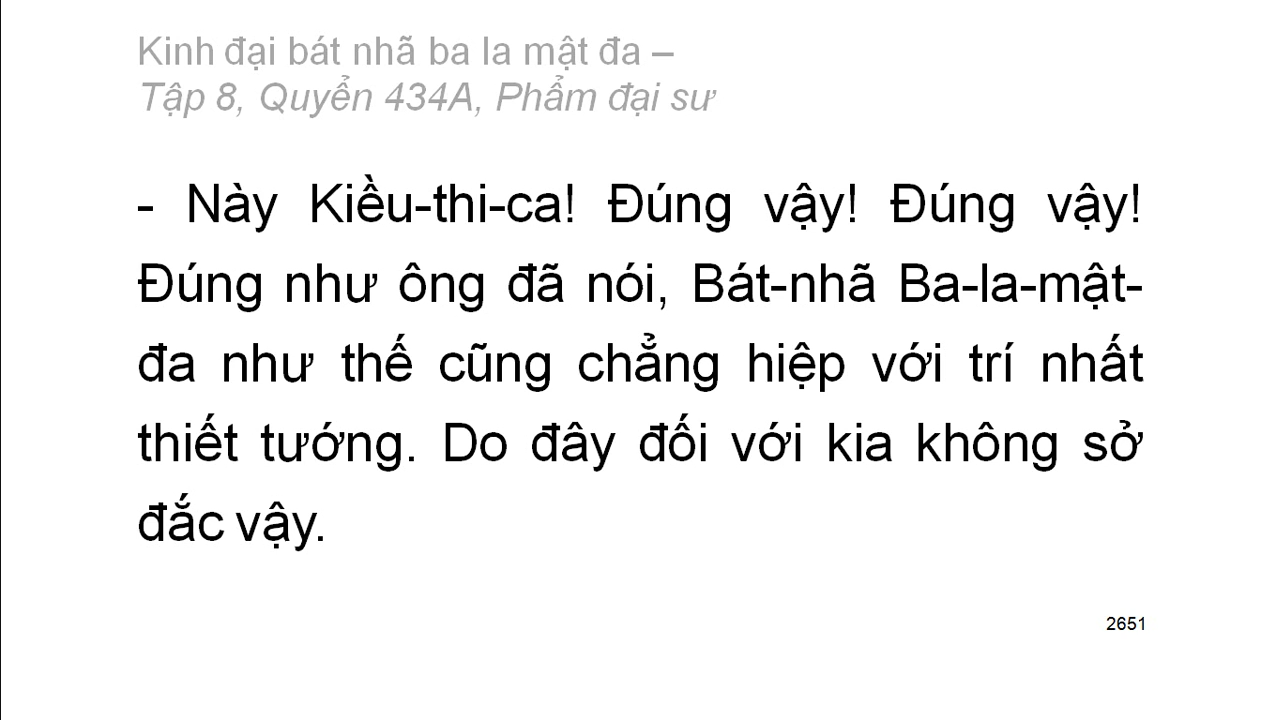 Kinh đại bát nhã ba la mật đa –
Tập 8, Quyển 434A, Phẩm đại sư
- Này Kiều-thi-ca! Đúng vậy! Đúng vậy!
Đúng như ông đã nói, Bát-nhã Ba-la-mật-
đa như thế cũng chẳng hiệp với trí nhất
thiết tướng. Do đây đối với kia không sở
đắc vậy.
2651